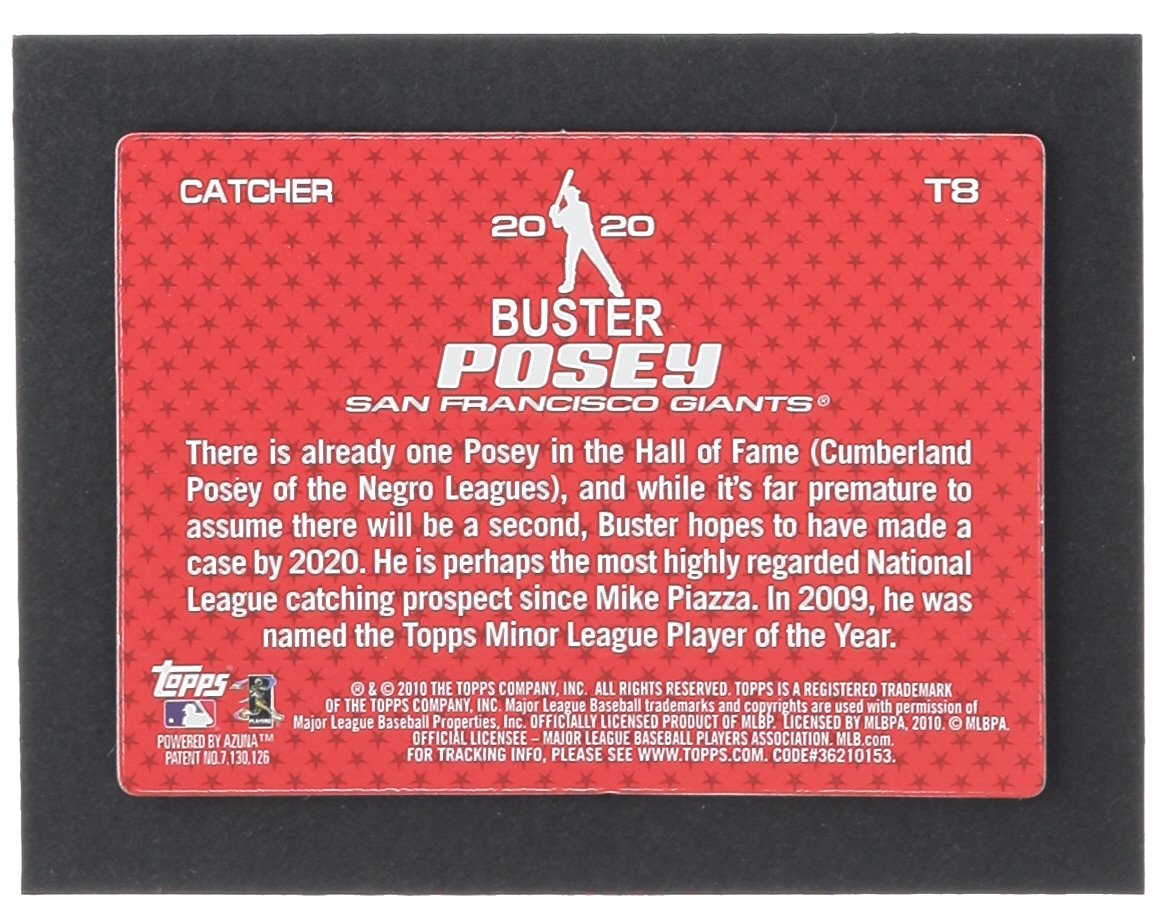 CATCHER
T8
20 20
BUSTER
POSEY
SAN FRANCISCO GIANTS®
There is already one Posey in the Hall of Fame (Cumberland
Posey of the Negro Leagues), and while it's far premature to
assume there will be a second, Buster hopes to have made a
case by 2020. He is perhaps the most highly regarded National
League catching prospect since Mike Piazza. In 2009, he was
named the Topps Minor League Player of the Year.
topps
PLAYERS
POWERED BY AZUNA™
PATENT NO.7,130,126
® & © 2010 THE TOPPS COMPANY, INC. ALL RIGHTS RESERVED. TOPPS IS A REGISTERED TRADEMARK
OF THE TOPPS COMPANY, INC. Major League Baseball trademarks and copyrights are used with permission of
Major League Baseball Properties, Inc. OFFICIALLY LICENSED PRODUCT OF MLBP. LICENSED BY MLBPA, 2010. © MLBPA.
OFFICIAL LICENSEE – MAJOR LEAGUE BASEBALL PLAYERS ASSOCIATION. MLB.com.
FOR TRACKING INFO, PLEASE SEE WWW.TOPPS.COM. CODE#36210153.